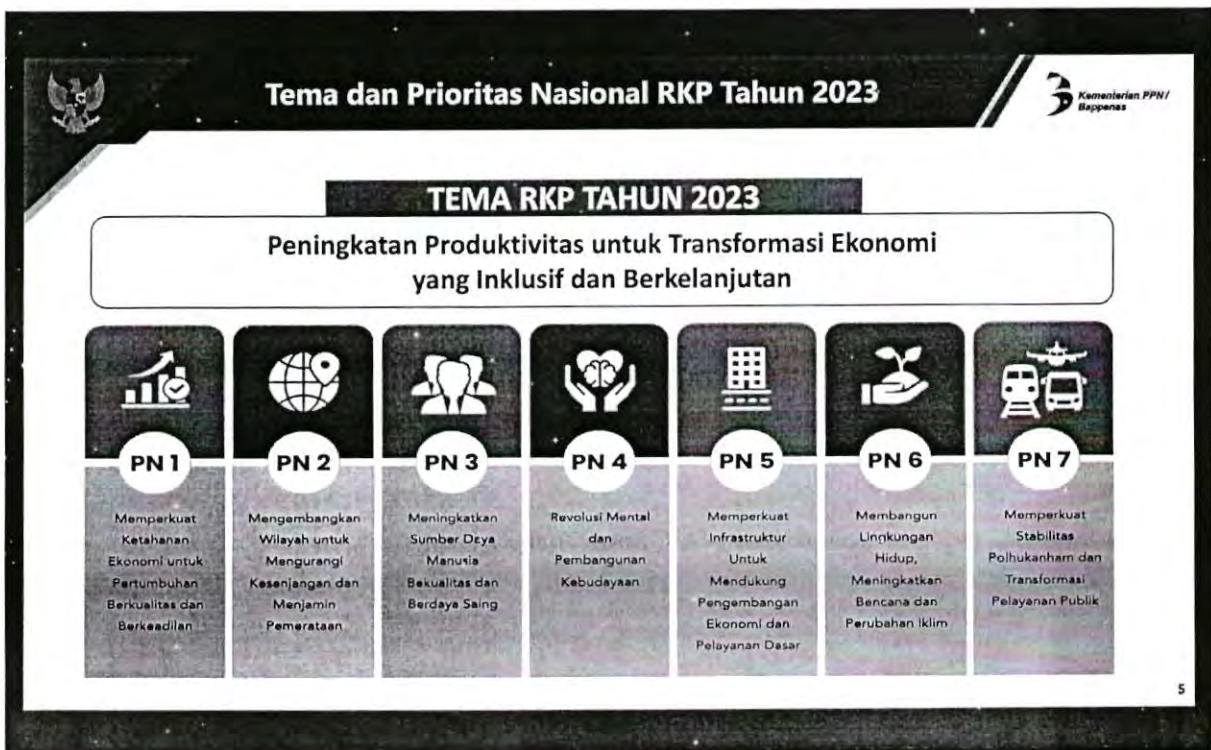 Tema dan Prioritas Nasional RKP Tahun 2023
Kementerian PPN/
Bappenas
TEMA RKP TAHUN 2023
Peningkatan Produktivitas untuk Transformasi Ekonomi
yang Inklusif dan Berkelanjutan
PN 1
Memperkuat
Ketahanan
Ekonomi untuk
Pertumbuhan
Berkualitas dan
Berkeadilan
PN 2
Mengembangkan
Wilayah untuk
Mengurangi
Kesenjangan dan
Menjamin
Pemerataan
PN 3
Meningkatkan
Sumber Daya
Manusia
Bekualitas dan
Berdaya Saing
PN 4
Revolusi Mental
dan
Pembangunan
Kebudayaan
PN 5
Memperkuat
Infrastruktur
Untuk
Mendukung
Pengembangan
Ekonomi dan
Pelayanan Dasar
PN 6
Membangun
Lingkungan
Hidup,
Meningkatkan
Bencana dan
Perubahan Iklim
PN 7
Memperkuat
Stabilitas
Polhukanham dan
Transformasi
Pelayanan Publik
5